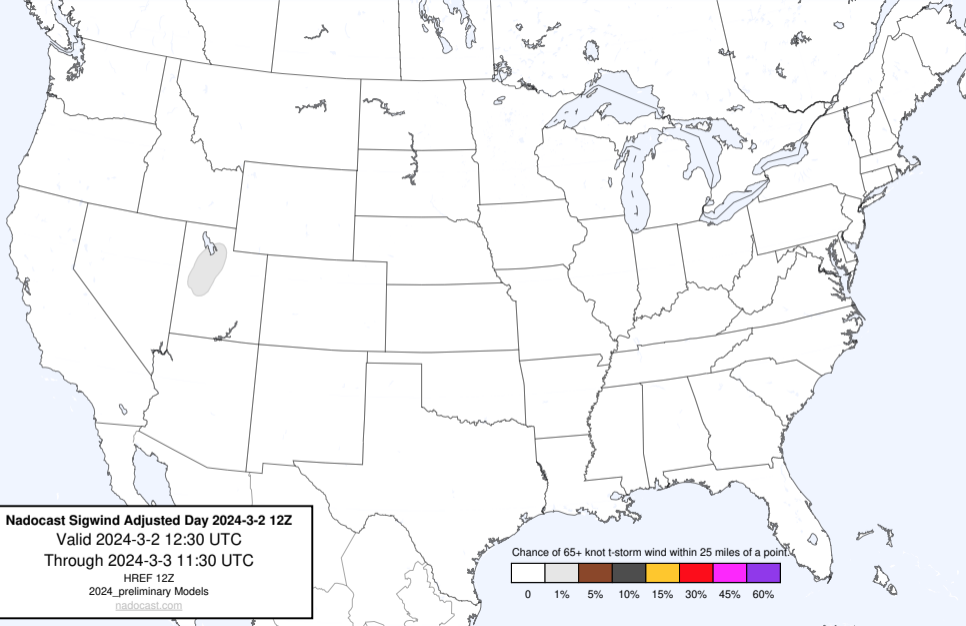 Nadocast Sigwind Adjusted Day 2024-3-2 12Z
Valid 2024-3-2 12:30 UTC
Through 2024-3-3 11:30 UTC
HREF 12Z
2024_preliminary Models
nadocast.com
Chance of 65+ knot t-storm wind within 25 miles of a point.
0 1% 5% 10% 15% 30% 45% 60%